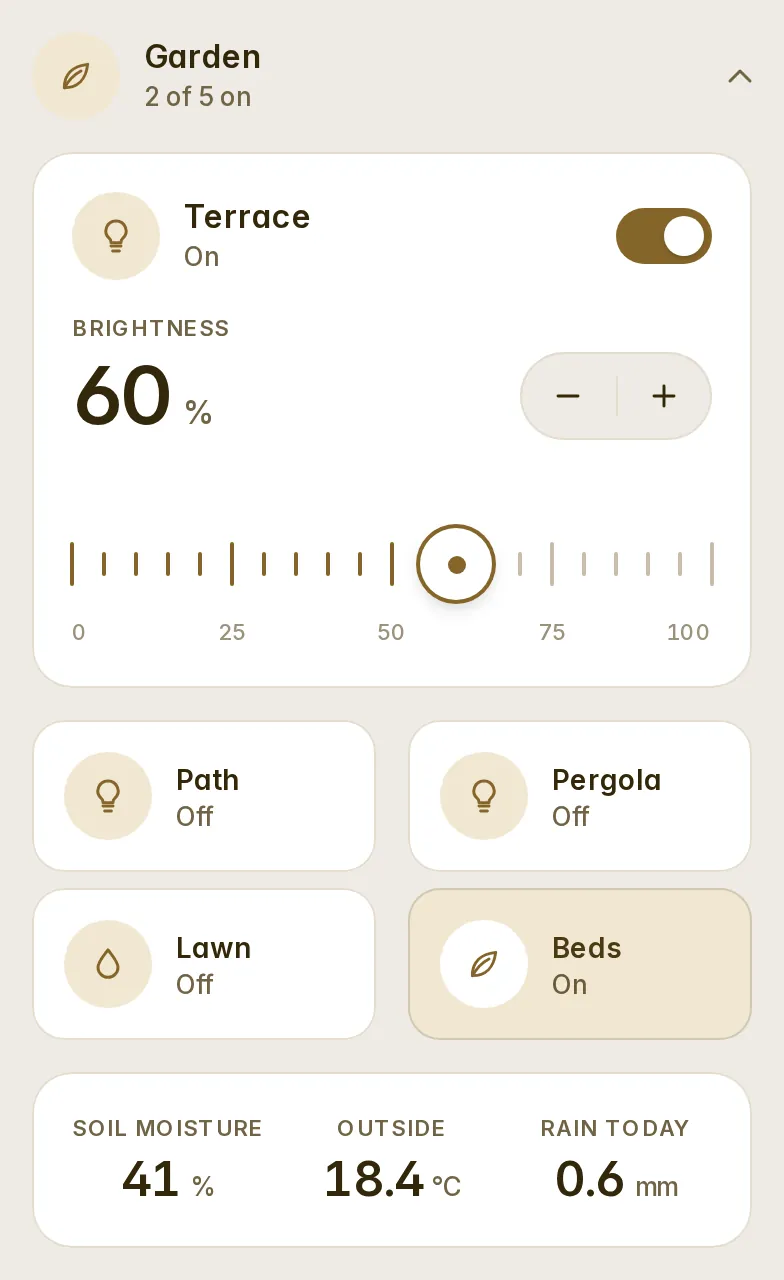 Garden
2 of 5 on
Terrace
On
BRIGHTNESS
60 %
0 25 50 75 100
Path
Off
Pergola
Off
Lawn
Off
Beds
On
SOIL MOISTURE
41 %
OUTSIDE
18.4 °C
RAIN TODAY
0.6 mm